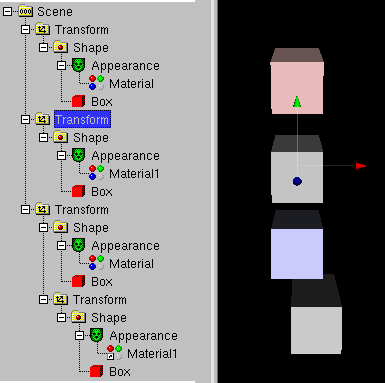 Scene
Transform
Shape
Appearance
Material
Box
Transform
Shape
Appearance
Material1
Box
Transform
Shape
Appearance
Material
Box
Transform
Shape
Appearance
Material1
Box